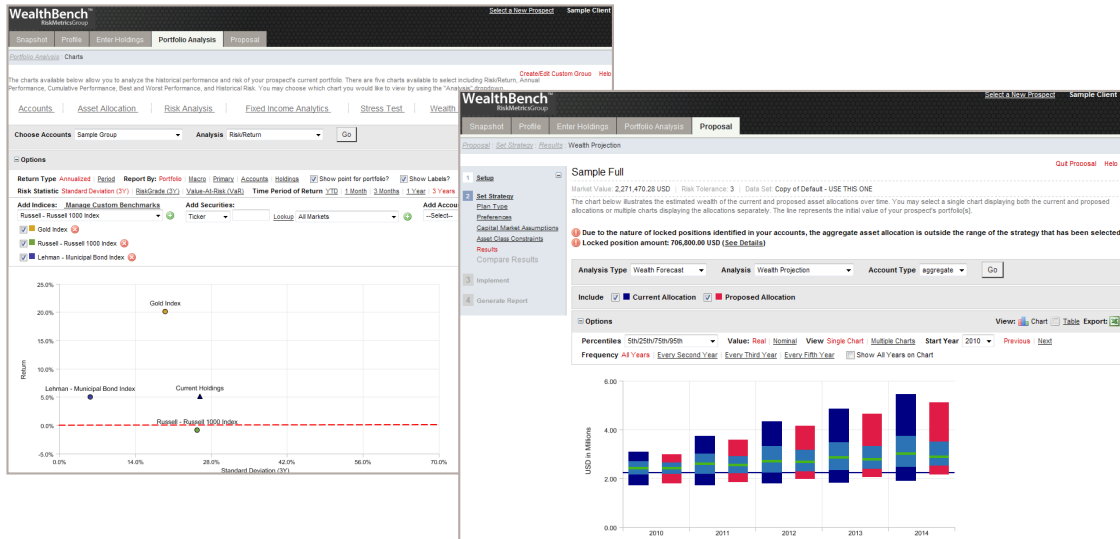 WealthBench™
RiskMetricsGroup
Select a New Prospect Sample Client
Snapshot Profile Enter Holdings Portfolio Analysis Proposal
Portfolio Analysis : Charts
Create/Edit Custom Group Help
The charts available below allow you to analyze the historical performance and risk of your prospect's current portfolio. There are five charts available to select including Risk/Return, Annual
Performance, Cumulative Performance, Best and Worst Performance, and Historical Risk. You may choose which chart you would like to view by using the "Analysis" dropdown.
Accounts Asset Allocation Risk Analysis Fixed Income Analytics Stress Test Wealth
Choose Accounts Sample Group Analysis Risk/Return Go
Options
Return Type Annualized | Period Report By: Portfolio | Macro | Primary | Accounts | Holdings Show point for portfolio? Show Labels?
Risk Statistic Standard Deviation (3Y) | RiskGrade (3Y) | Value-At-Risk (VaR) Time Period of Return YTD | 1 Month | 3 Months | 1 Year | 3 Years
Add Indices: Manage Custom Benchmarks Add Securities: Add Accou
Russell - Russell 1000 Index Ticker Lookup All Markets --Select--
Gold Index
Russell - Russell 1000 Index
Lehman - Municipal Bond Index
25.0%
20.0%
15.0%
10.0%
5.0%
0.0%
-5.0%
Return
Gold Index
Lehman - Municipal Bond Index
Current Holdings
Russell - Russell 1000 Index
0.0% 14.0% 28.0% 42.0% 56.0% 70.0%
Standard Deviation (3Y)
WealthBench™
RiskMetricsGroup
Select a New Prospect Sample Client
Snapshot Profile Enter Holdings Portfolio Analysis Proposal
Proposal : Set Strategy : Results : Wealth Projection
Quit Proposal Help
1 Setup
2 Set Strategy
Plan Type
Preferences
Capital Market Assumptions
Asset Class Constraints
Results
Compare Results
3 Implement
4 Generate Report
Sample Full
Market Value: 2,271,470.28 USD | Risk Tolerance: 3 | Data Set: Copy of Default - USE THIS ONE
The chart below illustrates the estimated wealth of the current and proposed asset allocations over time. You may select a single chart displaying both the current and proposed
allocations or multiple charts displaying the allocations separately. The line represents the initial value of your prospect's portfolio[s].
Due to the nature of locked positions identified in your accounts, the aggregate asset allocation is outside the range of the strategy that has been selected
Locked position amount: 706,800.00 USD (See Details)
Analysis Type Wealth Forecast Analysis Wealth Projection Account Type aggregate Go
Include Current Allocation Proposed Allocation
Options View: Chart Table Export:
Percentiles 5th/25th/75th/95th Value: Real | Nominal View Single Chart | Multiple Charts Start Year 2010 Previous | Next
Frequency All Years | Every Second Year | Every Third Year | Every Fifth Year Show All Years on Chart
6.00
4.00
2.00
0.00
USD in Millions
2010 2011 2012 2013 2014